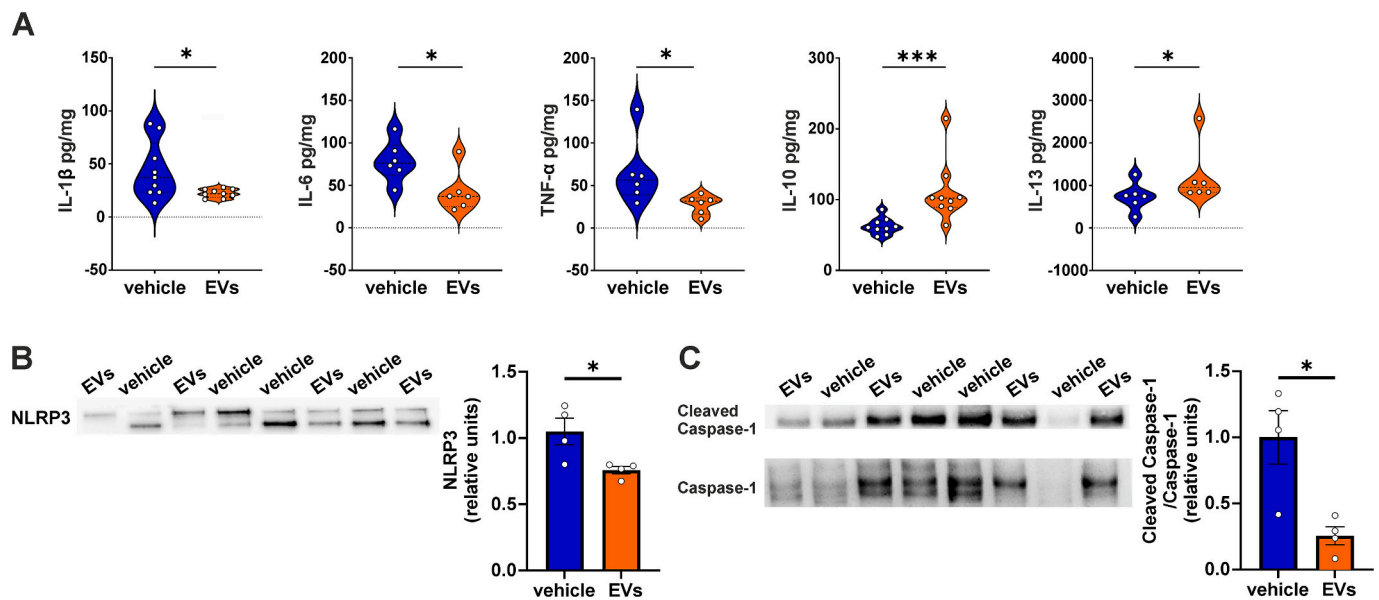 A
IL-1β pg/mg
150
100
50
0
-50
*
vehicle
EVs
IL-6 pg/mg
200
150
100
50
0
-50
*
vehicle
EVs
TNF-α pg/mg
200
150
100
50
0
-50
*
vehicle
EVs
IL-10 pg/mg
300
200
100
0
***
vehicle
EVs
IL-13 pg/mg
4000
3000
2000
1000
0
-1000
*
vehicle
EVs
B
EVs vehicle EVs vehicle vehicle EVs vehicle EVs
NLRP3
NLRP3
(relative units)
1.5
1.0
0.5
0.0
*
vehicle
EVs
C
EVs vehicle EVs vehicle vehicle EVs vehicle EVs
Cleaved
Caspase-1
Caspase-1
Cleaved Caspase-1
/Caspase-1
(relative units)
1.5
1.0
0.5
0.0
*
vehicle
EVs